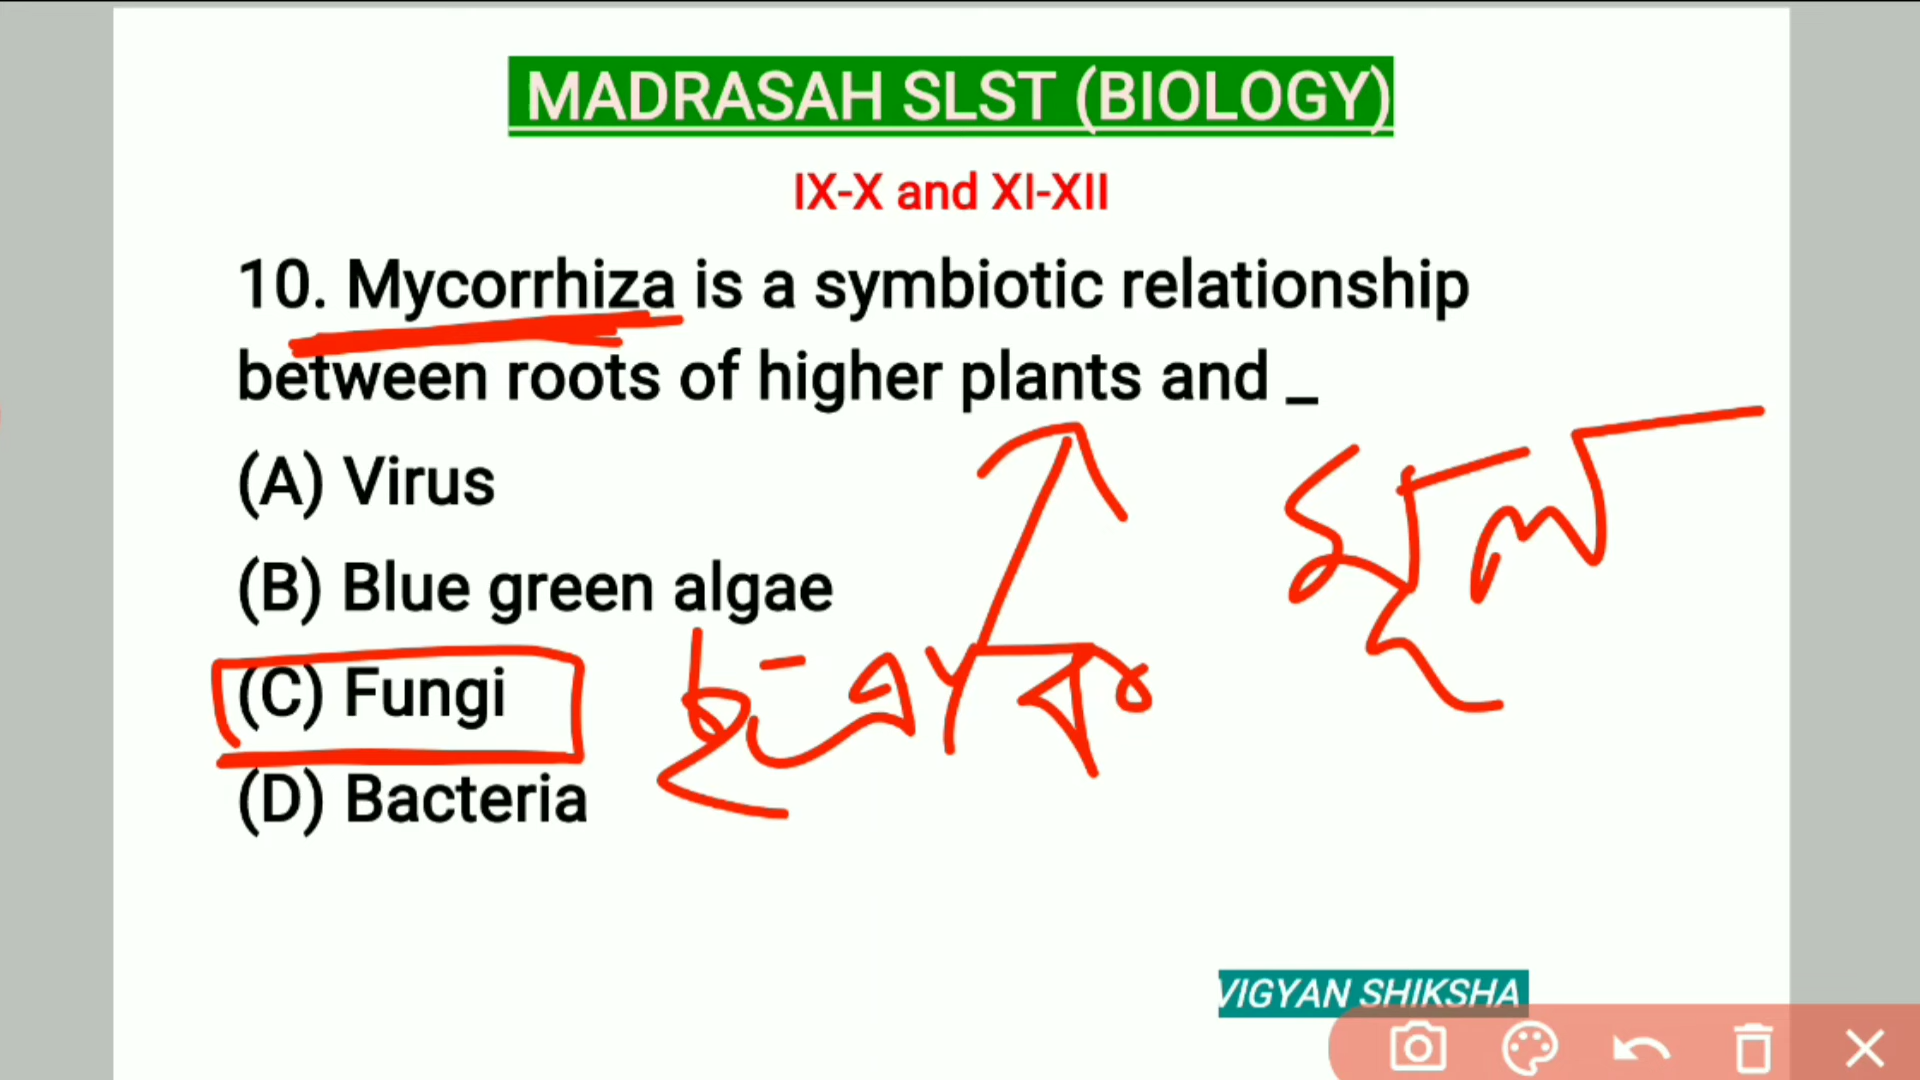 MADRASAH SLST (BIOLOGY)
IX-X and XI-XII
10. Mycorrhiza is a symbiotic relationship
between roots of higher plants and _
(A) Virus
(B) Blue green algae
(C) Fungi
(D) Bacteria
VIGYAN SHIKSHA